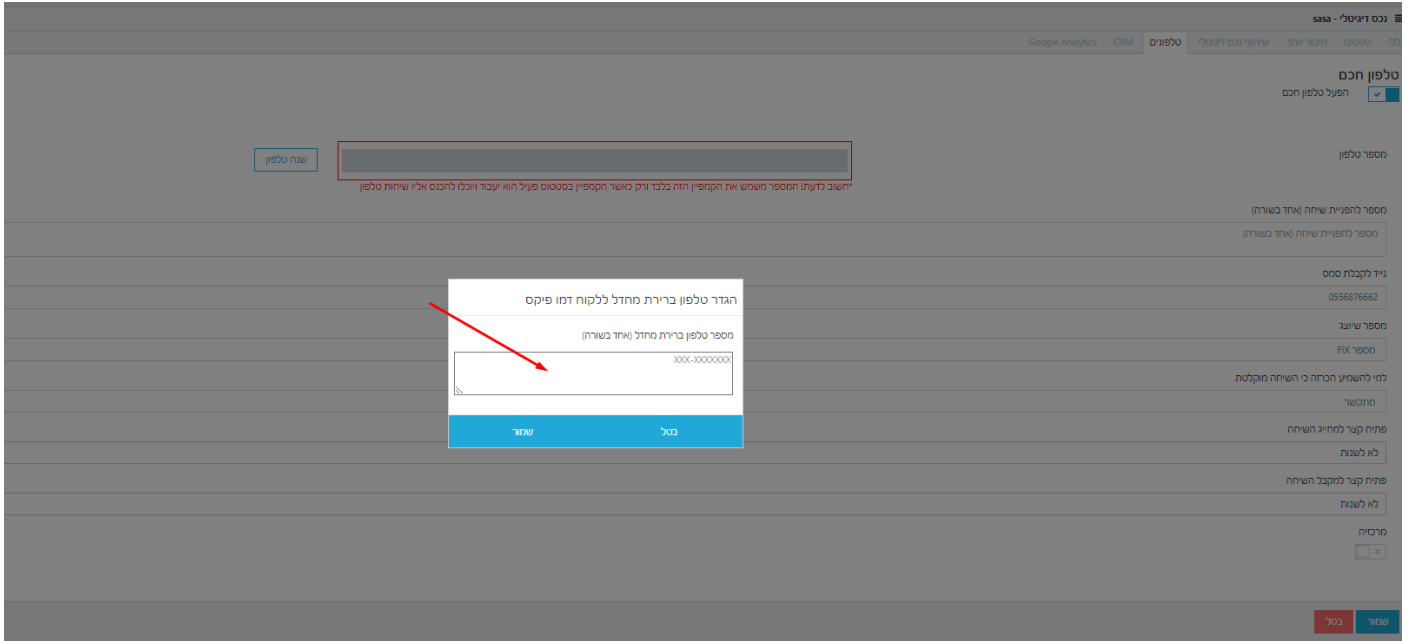 נכס דיגיטלי - sasa
טפסים חיבור אתר שיתוף נכס דיגיטלי טלפונים CRM Google Analytics
טלפון חכם
הפעל טלפון חכם
מספר טלפון
שנה טלפון
*חשוב לדעת! המספר משמש את הקמפיין הזה בלבד ורק כאשר הקמפיין בסטטוס פעיל הוא יעבוד ויוכלו להכנס אליו שיחות טלפון
מספר להפניית שיחה (אחד בשורה)
מספר להפניית שיחה (אחד בשורה)
נייד לקבלת סמס
0556876662
מספר שיוצג
מספר FIX
למי להשמיע הכרזה כי השיחה מוקלטת
מתקשר
פתיח קצר למחייג השיחה
לא לשנות
פתיח קצר למקבל השיחה
לא לשנות
מרכזיה
הגדר טלפון ברירת מחדל ללקוח דמו פיקס
מספר טלפון ברירת מחדל (אחד בשורה)
XXX-XXXXXXX
בטל שמור
שמור בטל